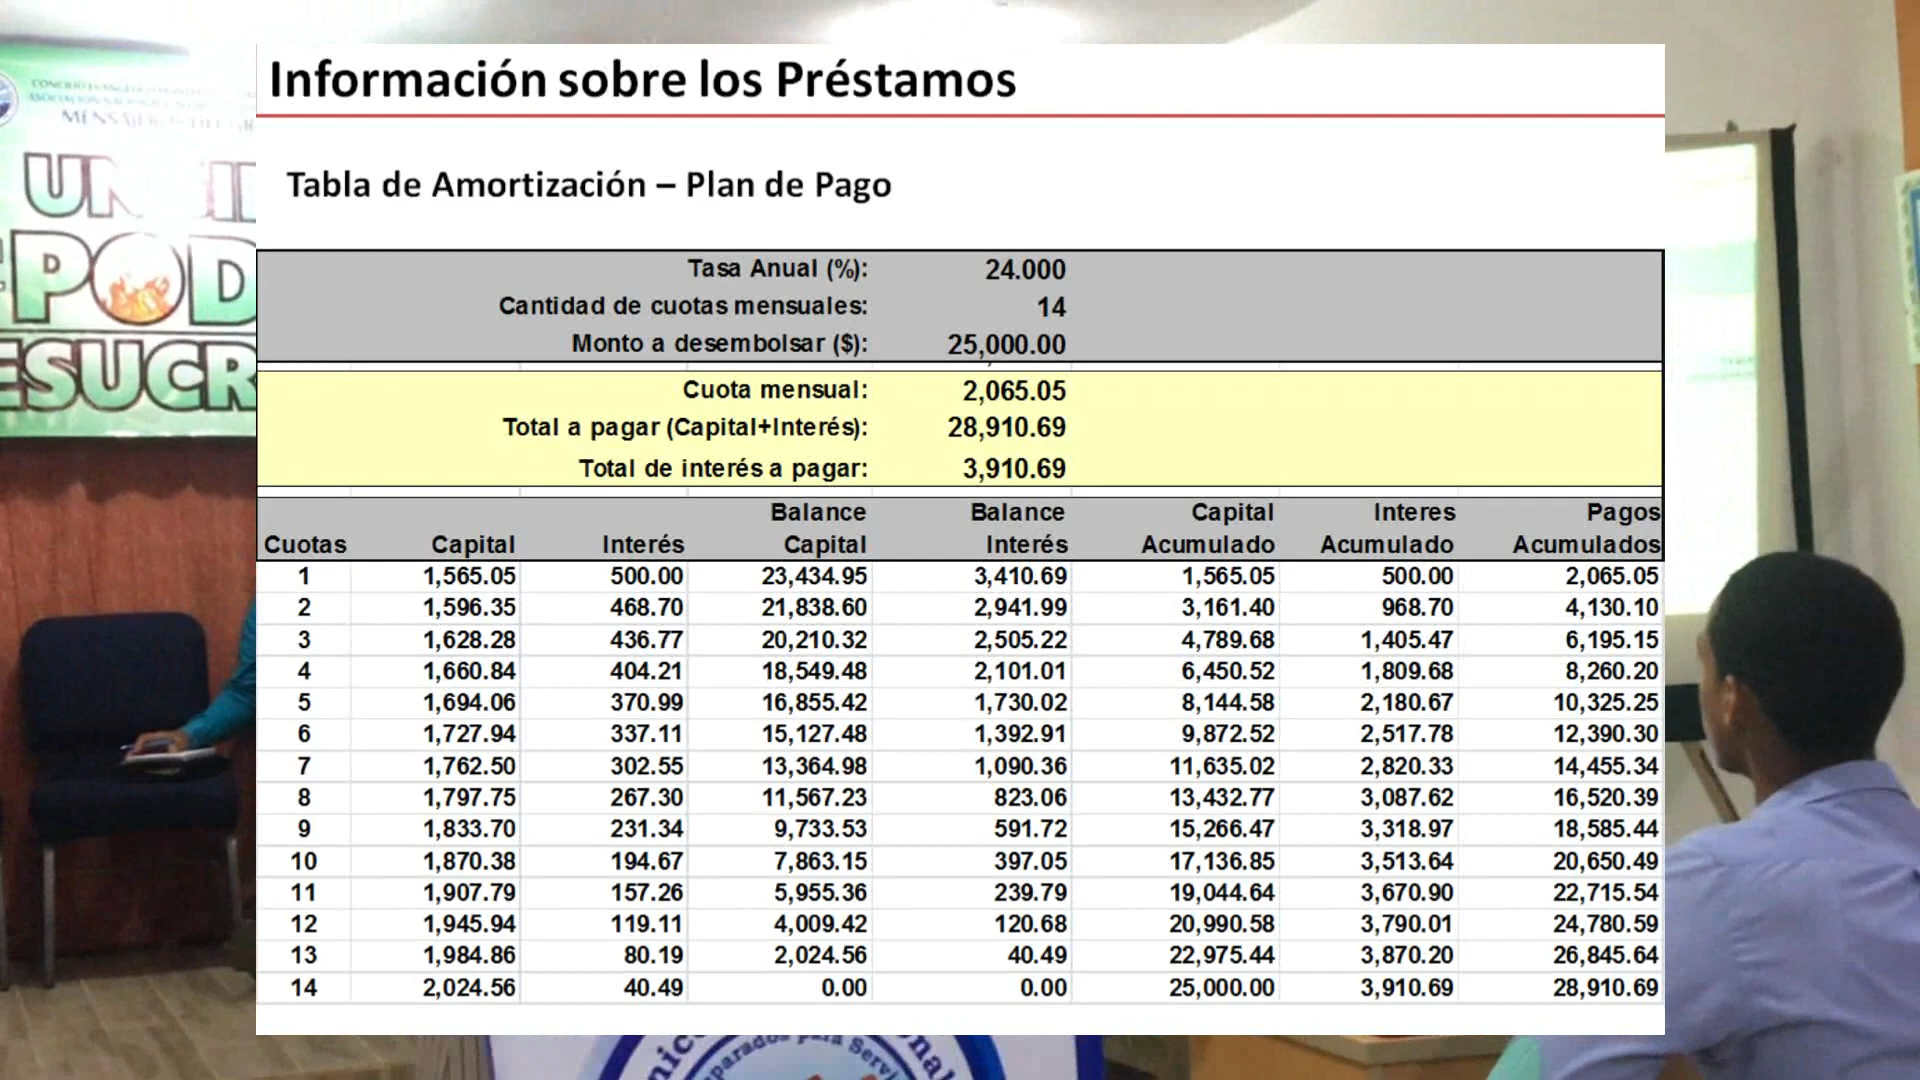 Información sobre los Préstamos
Tabla de Amortización – Plan de Pago
Tasa Anual (%): 24.000
Cantidad de cuotas mensuales: 14
Monto a desembolsar ($): 25,000.00
Cuota mensual: 2,065.05
Total a pagar (Capital+Interés): 28,910.69
Total de interés a pagar: 3,910.69
Cuotas Capital Interés Balance Capital Balance Interés Capital Acumulado Interes Acumulado Pagos Acumulados
1 1,565.05 500.00 23,434.95 3,410.69 1,565.05 500.00 2,065.05
2 1,596.35 468.70 21,838.60 2,941.99 3,161.40 968.70 4,130.10
3 1,628.28 436.77 20,210.32 2,505.22 4,789.68 1,405.47 6,195.15
4 1,660.84 404.21 18,549.48 2,101.01 6,450.52 1,809.68 8,260.20
5 1,694.06 370.99 16,855.42 1,730.02 8,144.58 2,180.67 10,325.25
6 1,727.94 337.11 15,127.48 1,392.91 9,872.52 2,517.78 12,390.30
7 1,762.50 302.55 13,364.98 1,090.36 11,635.02 2,820.33 14,455.34
8 1,797.75 267.30 11,567.23 823.06 13,432.77 3,087.62 16,520.39
9 1,833.70 231.34 9,733.53 591.72 15,266.47 3,318.97 18,585.44
10 1,870.38 194.67 7,863.15 397.05 17,136.85 3,513.64 20,650.49
11 1,907.79 157.26 5,955.36 239.79 19,044.64 3,670.90 22,715.54
12 1,945.94 119.11 4,009.42 120.68 20,990.58 3,790.01 24,780.59
13 1,984.86 80.19 2,024.56 40.49 22,975.44 3,870.20 26,845.64
14 2,024.56 40.49 0.00 0.00 25,000.00 3,910.69 28,910.69